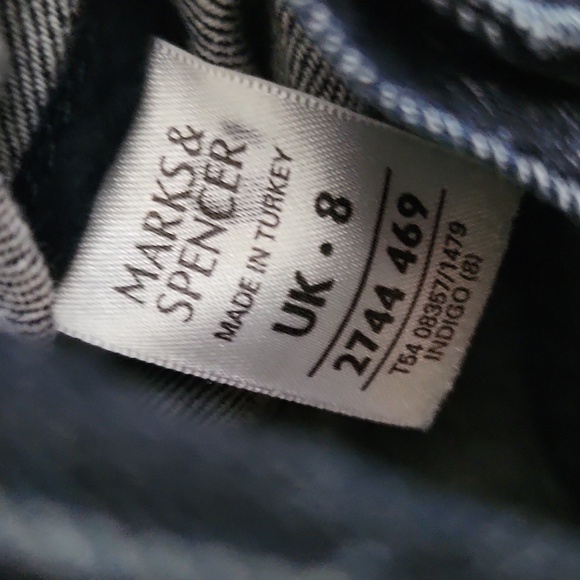 MARKS&
SPENCER
MADE IN TURKEY
UK • 8
2744 469
T54 08357/1479
INDIGO (8)